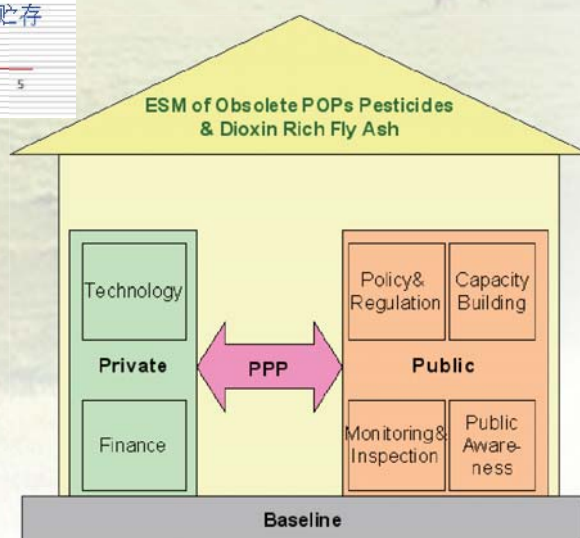 贮存
5
ESM of Obsolete POPs Pesticides
& Dioxin Rich Fly Ash
Technology
Private
Finance
PPP
Policy&
Regulation
Capacity
Building
Public
Monitoring&
Inspection
Public
Aware-
ness
Baseline